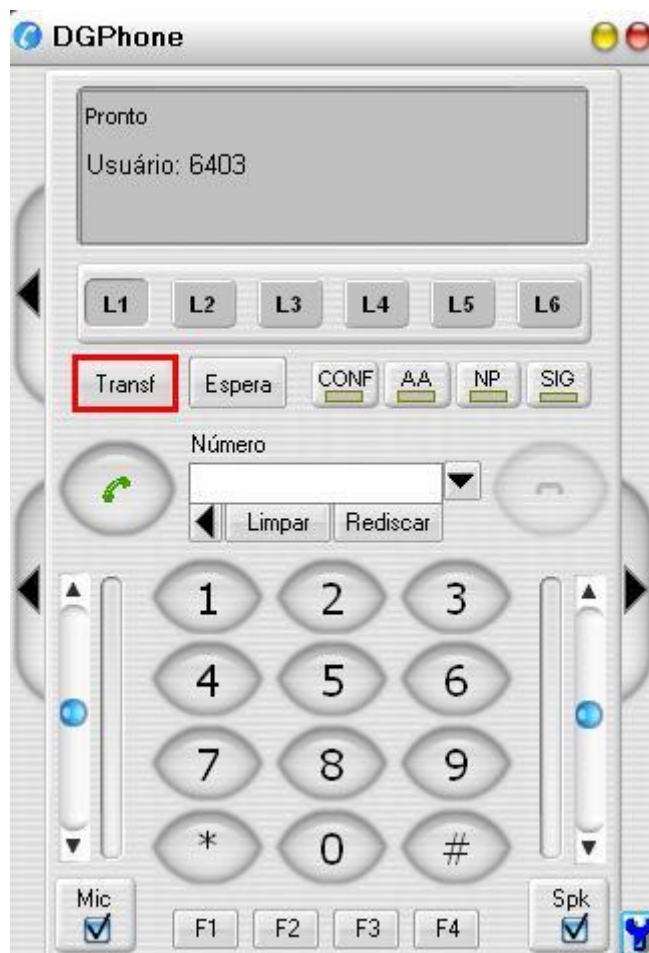 DGPhone
Pronto
Usuário: 6403
L1 L2 L3 L4 L5 L6
Transf Espera CONF AA NP SIG
Número
Limpar Rediscar
1 2 3
4 5 6
7 8 9
* 0 #
Mic Spk
F1 F2 F3 F4